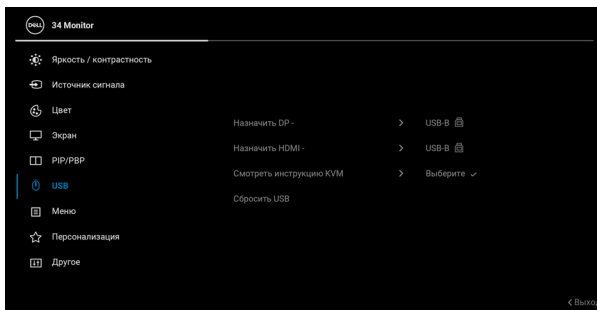 DELL 34 Monitor
Яркость / контрастность
Источник сигнала
Цвет
Экран
PIP/PBP
USB
Меню
Персонализация
Другое
Назначить DP - USB-B
Назначить HDMI - USB-B
Смотреть инструкцию KVM Выберите
Сбросить USB
Выход